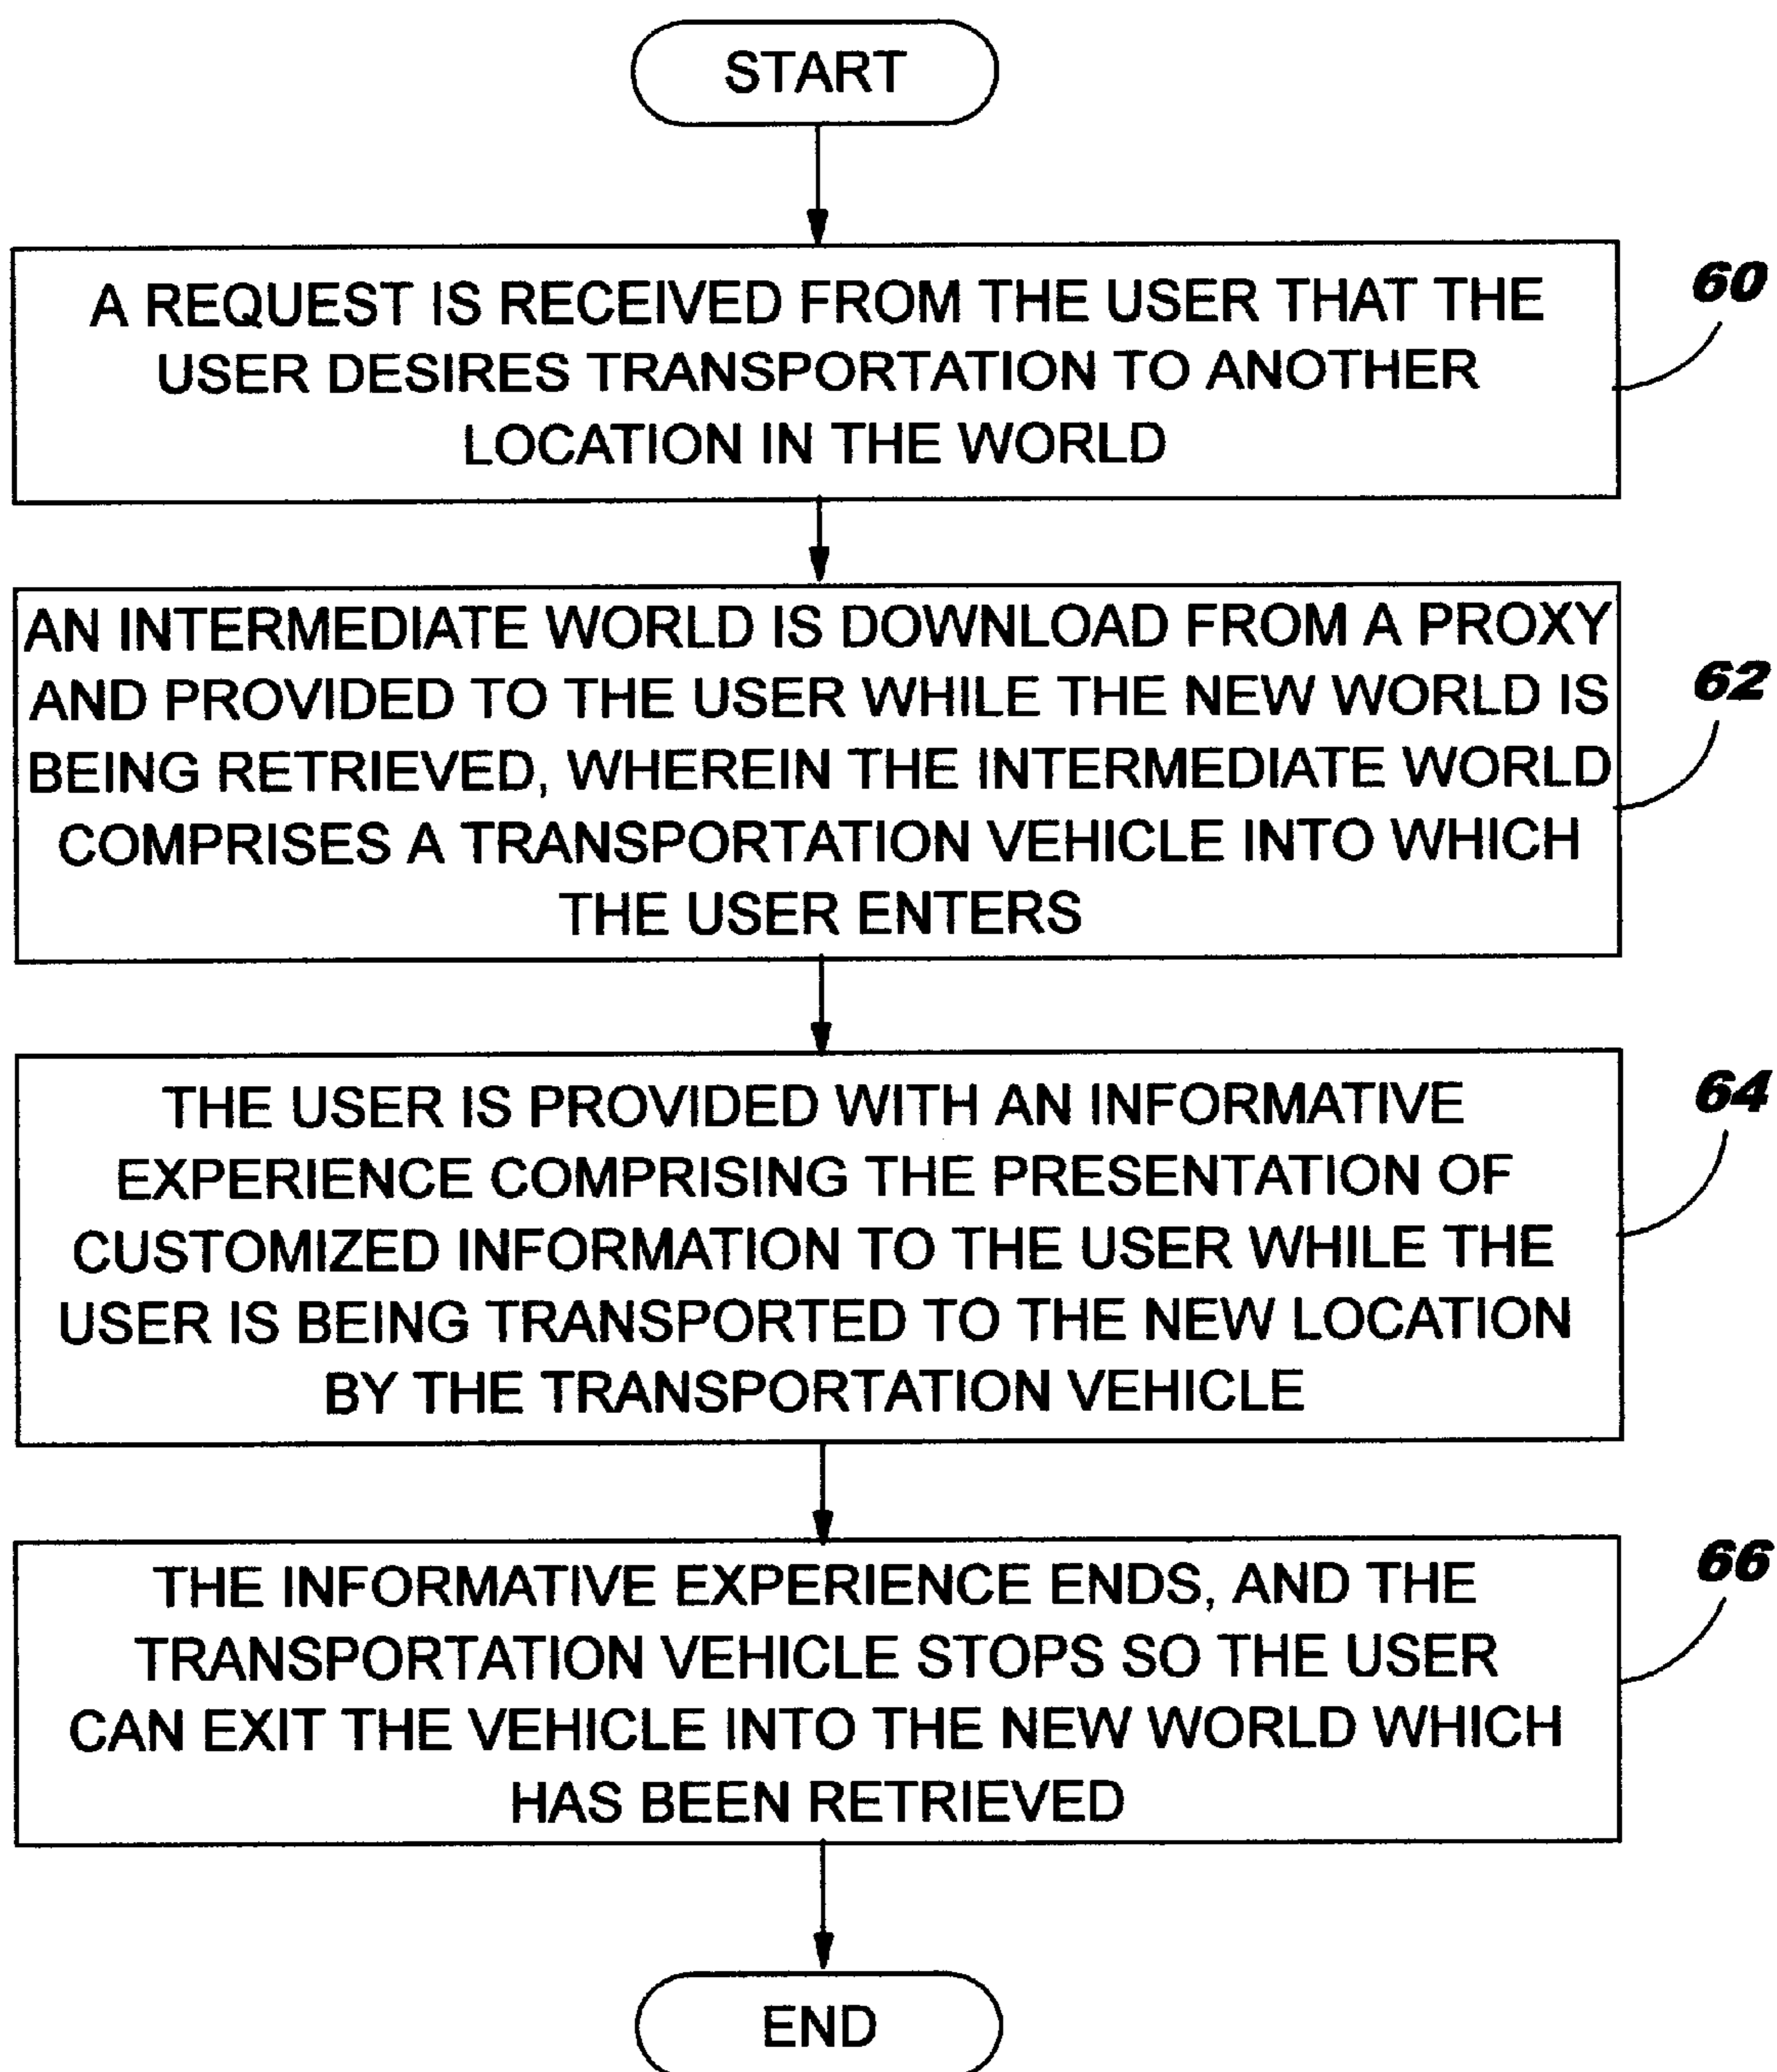 START
A REQUEST IS RECEIVED FROM THE USER THAT THE
USER DESIRES TRANSPORTATION TO ANOTHER
LOCATION IN THE WORLD
60
AN INTERMEDIATE WORLD IS DOWNLOAD FROM A PROXY
AND PROVIDED TO THE USER WHILE THE NEW WORLD IS
BEING RETRIEVED, WHEREIN THE INTERMEDIATE WORLD
COMPRISES A TRANSPORTATION VEHICLE INTO WHICH
THE USER ENTERS
62
THE USER IS PROVIDED WITH AN INFORMATIVE
EXPERIENCE COMPRISING THE PRESENTATION OF
CUSTOMIZED INFORMATION TO THE USER WHILE THE
USER IS BEING TRANSPORTED TO THE NEW LOCATION
BY THE TRANSPORTATION VEHICLE
64
THE INFORMATIVE EXPERIENCE ENDS, AND THE
TRANSPORTATION VEHICLE STOPS SO THE USER
CAN EXIT THE VEHICLE INTO THE NEW WORLD WHICH
HAS BEEN RETRIEVED
66
END